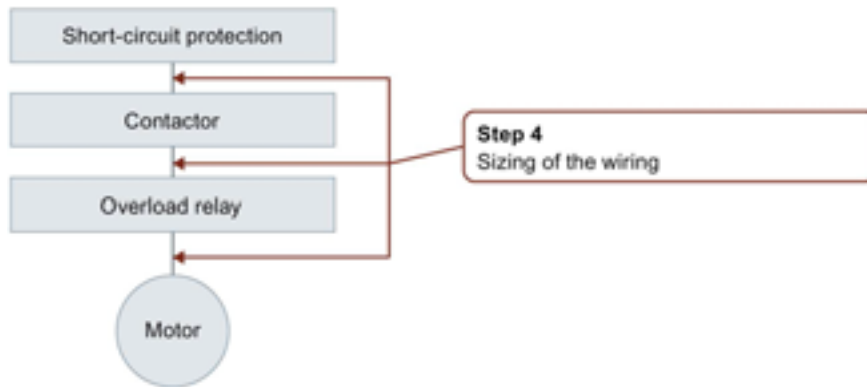 Short-circuit protection
Contactor
Step 4
Sizing of the wiring
Overload relay
Motor